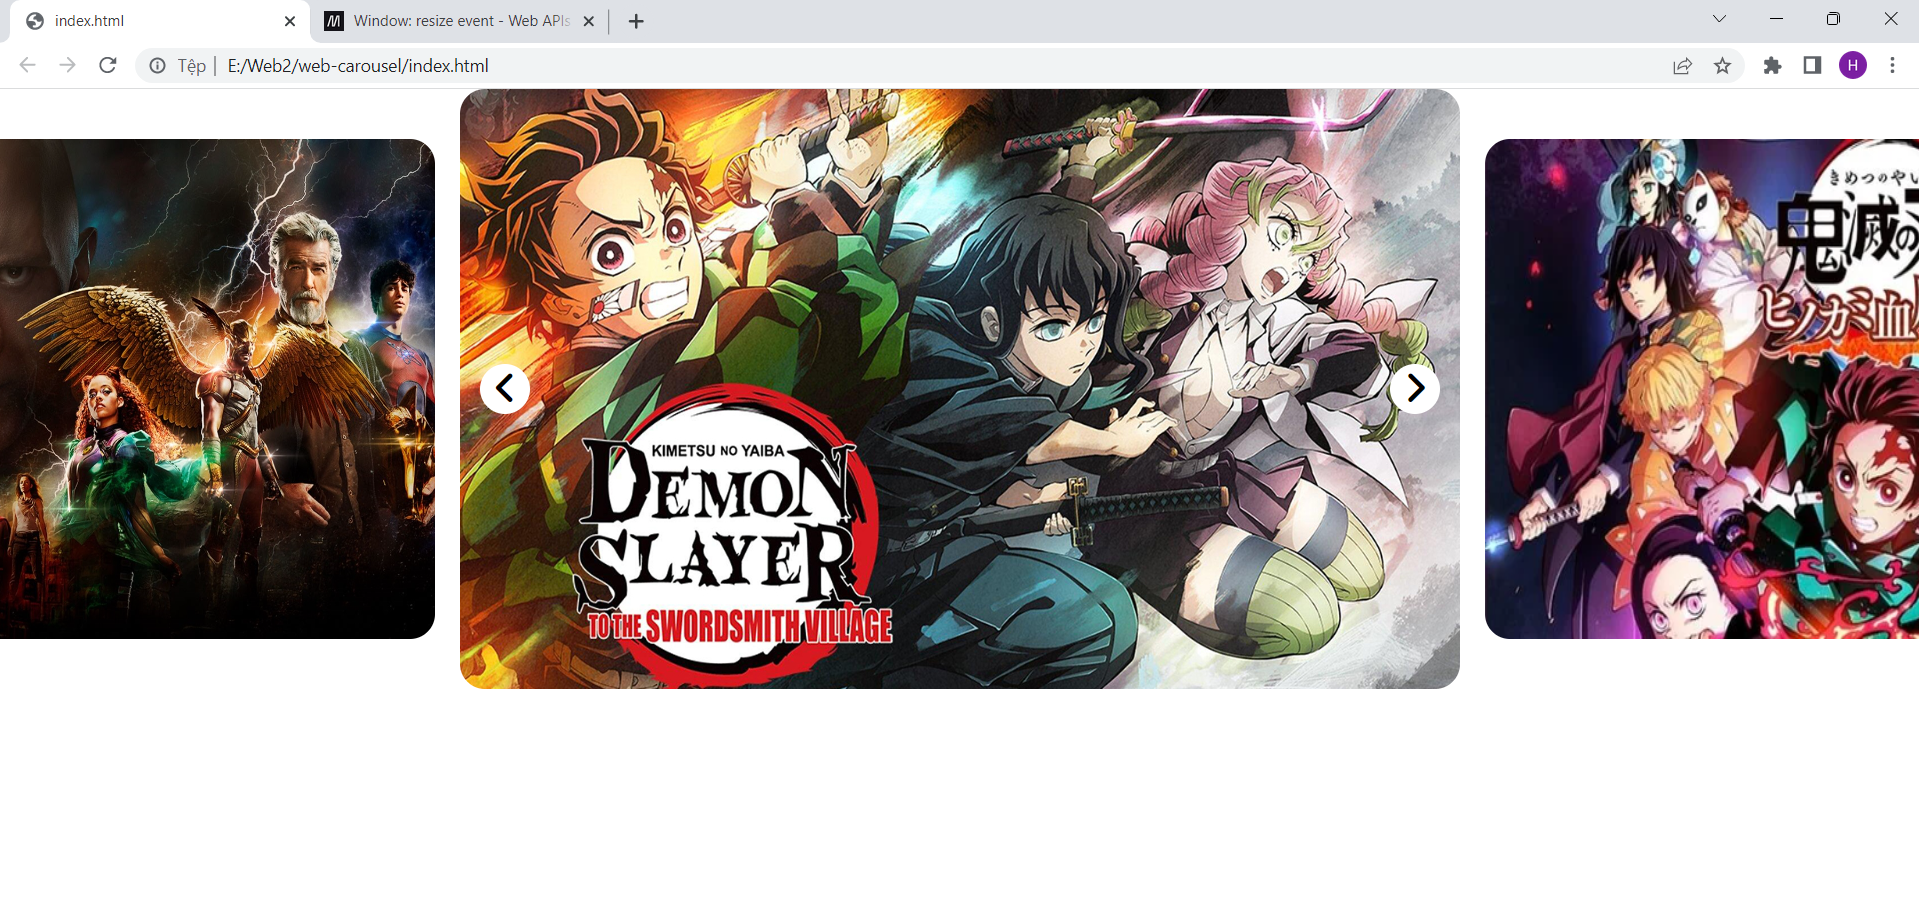 index.html
Window: resize event - Web APIs
Tệp
E:/Web2/web-carousel/index.html
H
KIMETSU NO YAIBA
DEMON
SLAYER
TO THE SWORDSMITH VILLAGE
きめつのやい
鬼滅の
ヒノカミ血